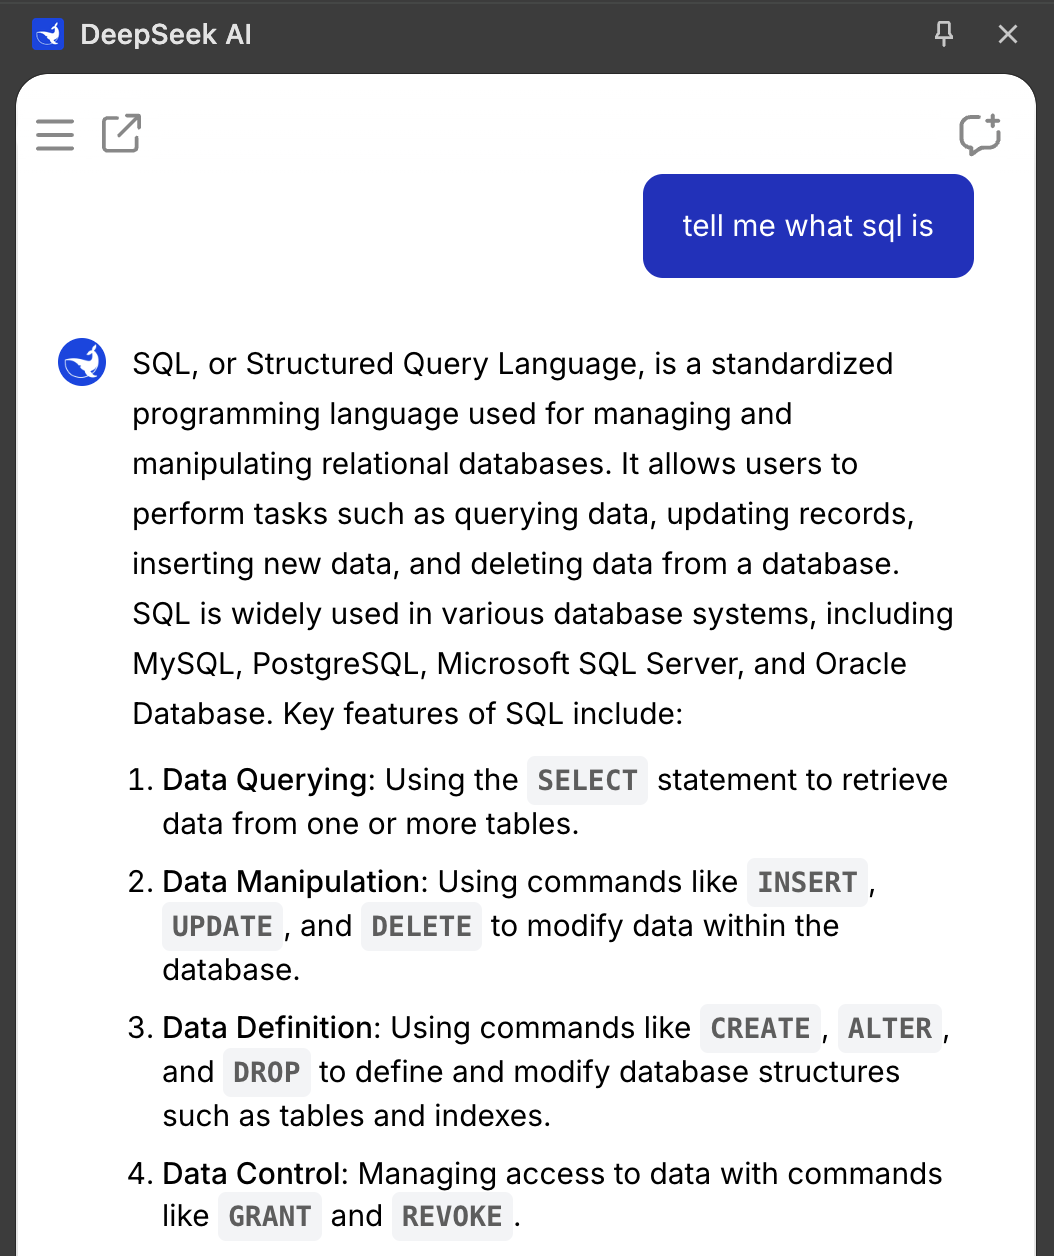 DeepSeek AI
tell me what sql is
SQL, or Structured Query Language, is a standardized
programming language used for managing and
manipulating relational databases. It allows users to
perform tasks such as querying data, updating records,
inserting new data, and deleting data from a database.
SQL is widely used in various database systems, including
MySQL, PostgreSQL, Microsoft SQL Server, and Oracle
Database. Key features of SQL include:
1. Data Querying: Using the SELECT statement to retrieve
data from one or more tables.
2. Data Manipulation: Using commands like INSERT,
UPDATE, and DELETE to modify data within the
database.
3. Data Definition: Using commands like CREATE, ALTER,
and DROP to define and modify database structures
such as tables and indexes.
4. Data Control: Managing access to data with commands
like GRANT and REVOKE.